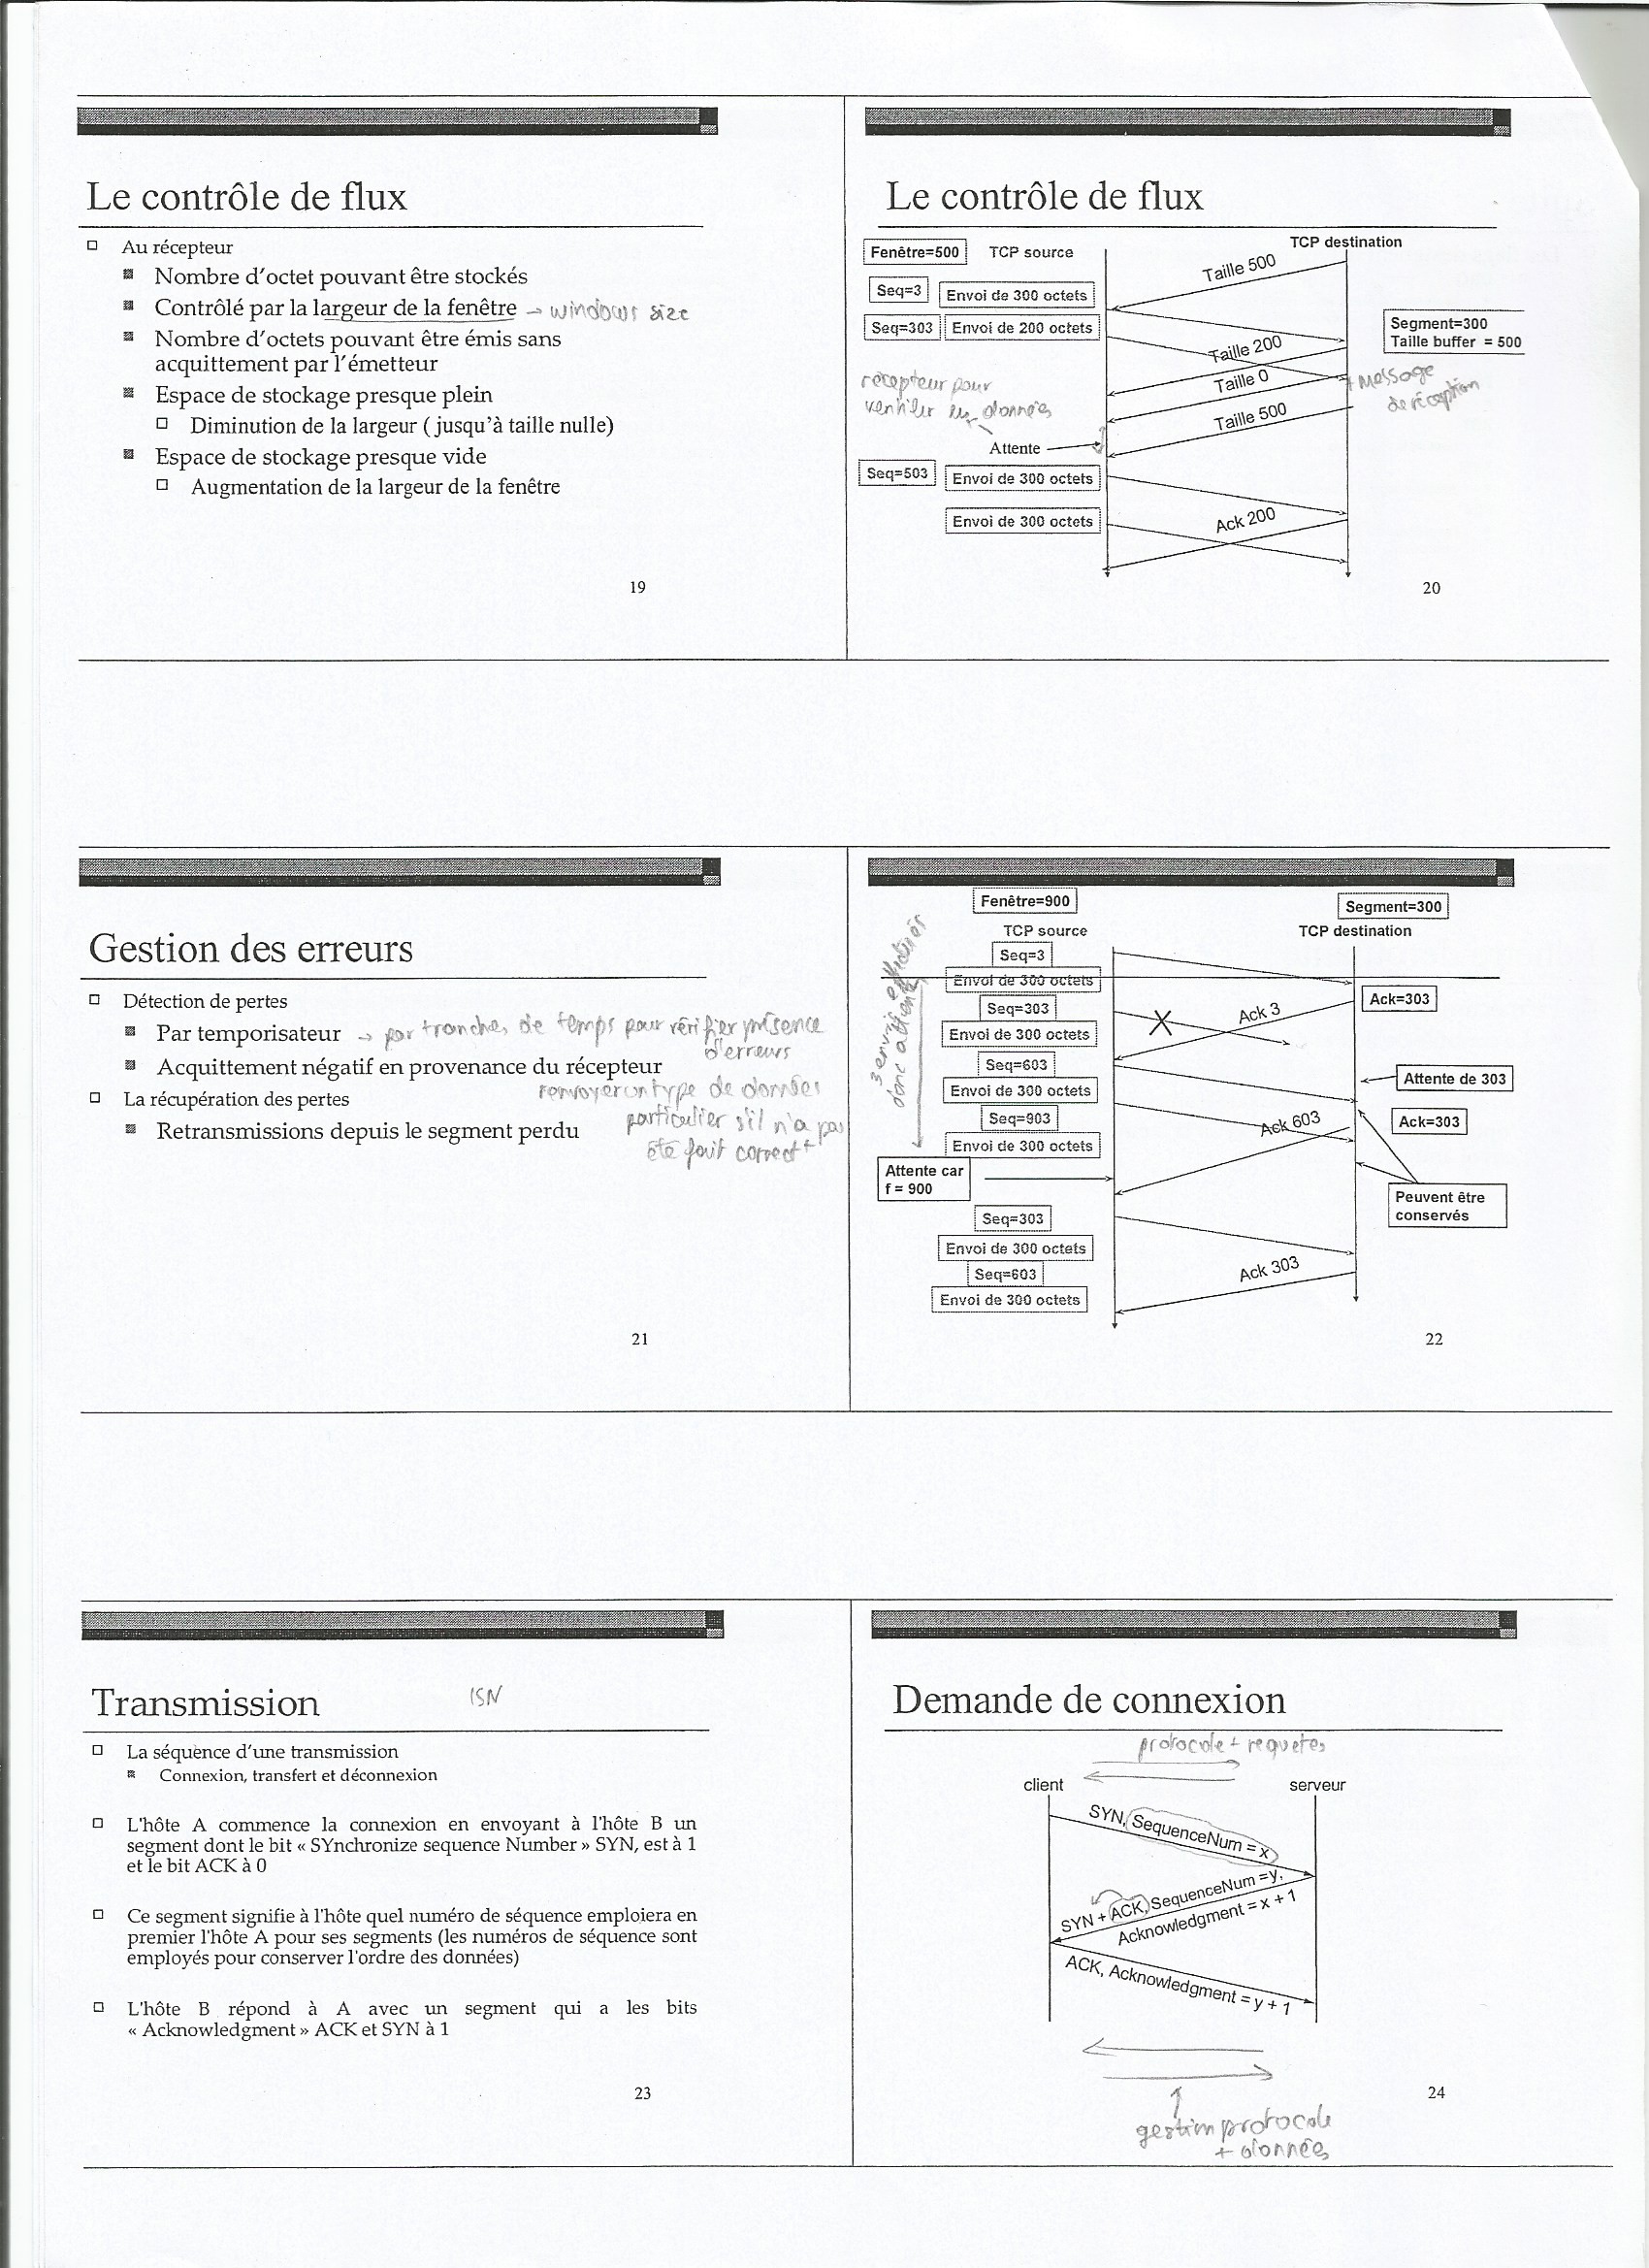 Le contrôle de flux
Au récepteur
Nombre d'octet pouvant être stockés
Contrôlé par la largeur de la fenêtre → windows size
Nombre d'octets pouvant être émis sans
acquittement par l'émetteur
Espace de stockage presque plein
Diminution de la largeur ( jusqu'à taille nulle)
Espace de stockage presque vide
Augmentation de la largeur de la fenêtre
19
Le contrôle de flux
Fenêtre=500 TCP source TCP destination
Taille 500
Seq=3 Envoi de 300 octets
Seq=303 Envoi de 200 octets
Segment=300
Taille buffer = 500
Taille 200
Taille 0
Taille 500
récepteur pour
ventiler les données
+ message
de réception
Attente
Seq=503 Envoi de 300 octets
Envoi de 300 octets
Ack 200
20
Gestion des erreurs
Détection de pertes
Par temporisateur → par tranches de temps pour vérifier présence
d'erreurs
Acquittement négatif en provenance du récepteur
renvoyer un type de données
La récupération des pertes
particulier s'il n'a pas
Retransmissions depuis le segment perdu
été fait correct+
21
Fenêtre=900 Segment=300
TCP source TCP destination
Seq=3
Envoi de 300 octets
Seq=303
Envoi de 300 octets
Seq=603
Envoi de 300 octets
Seq=903
Envoi de 300 octets
3 envois
donc attente
Attente car
f = 900
Seq=303
Envoi de 300 octets
Seq=603
Envoi de 300 octets
Ack=303
Ack 3
Attente de 303
Ack=303
Ack 603
Peuvent être
conservés
Ack 303
22
Transmission ISN
La séquence d'une transmission
Connexion, transfert et déconnexion
L'hôte A commence la connexion en envoyant à l'hôte B un
segment dont le bit « SYnchronize sequence Number » SYN, est à 1
et le bit ACK à 0
Ce segment signifie à l'hôte quel numéro de séquence emploiera en
premier l'hôte A pour ses segments (les numéros de séquence sont
employés pour conserver l'ordre des données)
L'hôte B répond à A avec un segment qui a les bits
« Acknowledgment » ACK et SYN à 1
23
Demande de connexion
protocole + requêtes
client serveur
SYN, SequenceNum = x
SYN + ACK, SequenceNum =y,
Acknowledgment = x + 1
ACK, Acknowledgment = y + 1
24
gestion protocole
+ données